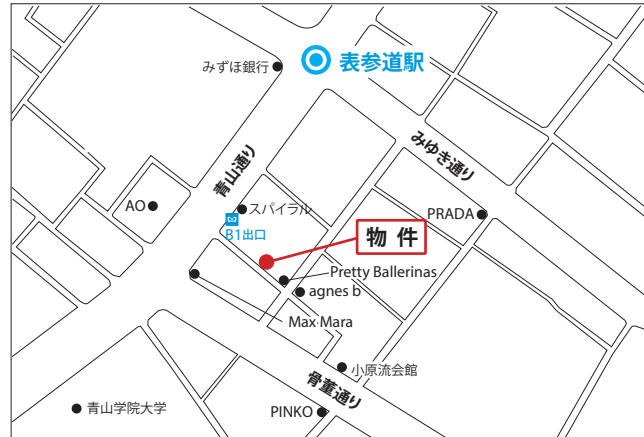 表参道駅
みずほ銀行
みゆき通り
青山通り
AO
スパイラル
PRADA
B1出口
物件
Pretty Ballerinas
agnes b
Max Mara
小原流会館
骨董通り
青山学院大学
PINKO